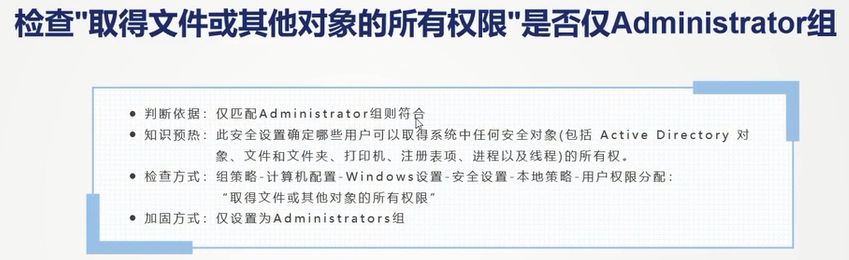 检查"取得文件或其他对象的所有权限"是否仅Administrator组
● 判断依据：仅匹配Administrator组则符合
● 知识预热：此安全设置确定哪些用户可以取得系统中任何安全对象(包括 Active Directory 对
象、文件和文件夹、打印机、注册表项、进程以及线程)的所有权。
● 检查方式：组策略-计算机配置-Windows设置-安全设置-本地策略-用户权限分配：
“取得文件或其他对象的所有权限”
● 加固方式：仅设置为Administrators组